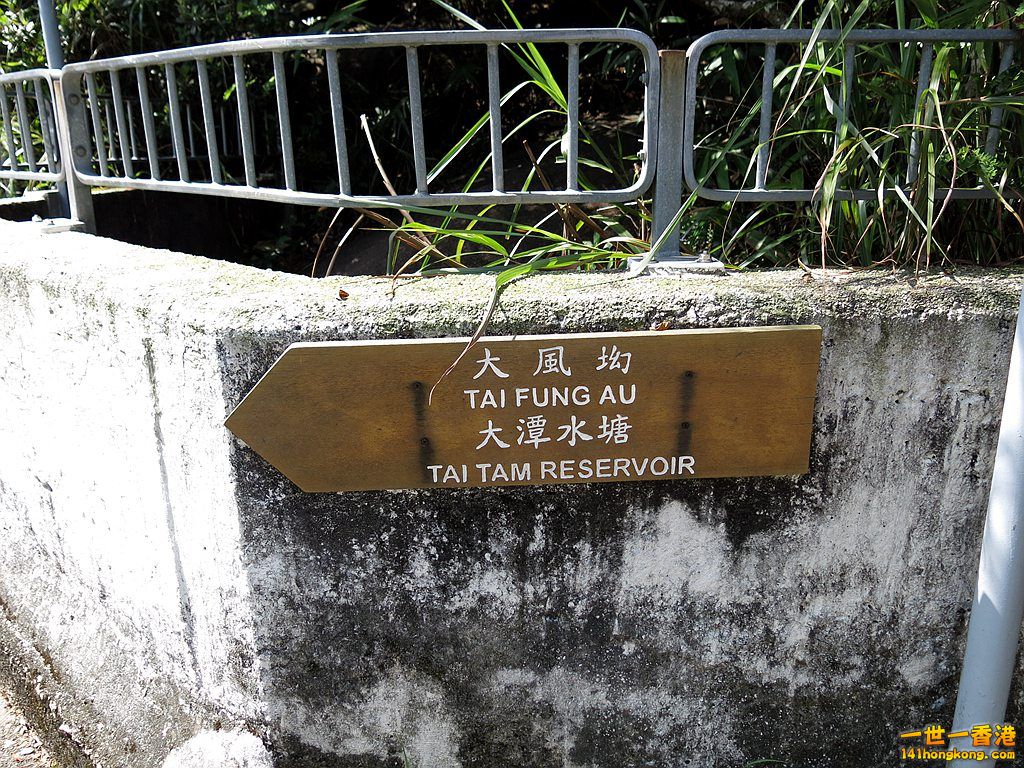 大風坳
TAI FUNG AU
大潭水塘
TAI TAM RESERVOIR
一世一香港
141hongkong.com